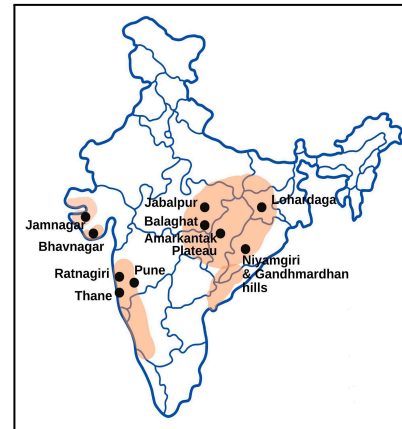 Jabalpur
Lohardaga
Balaghat
Jamnagar
Amarkantak
Plateau
Bhavnagar
Niyamgiri
& Gandhmardhan
hills
Ratnagiri
Pune
Thane